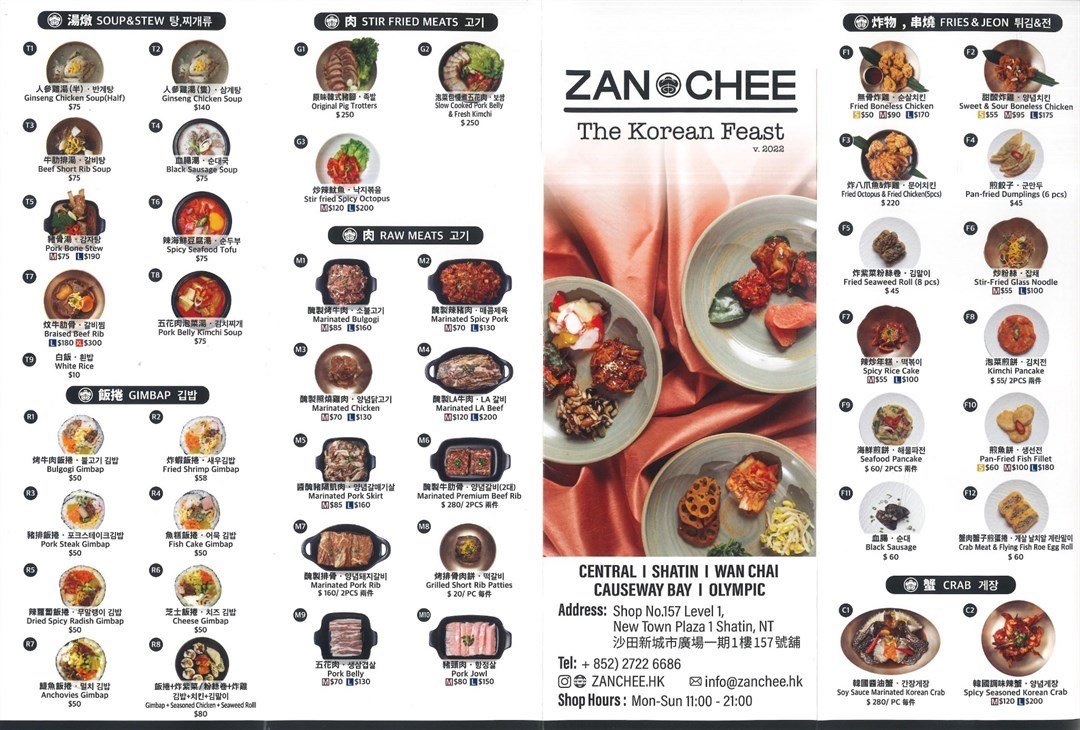 湯燉 SOUP&STEW 탕,찌개류
T1
人參雞湯(半)·반계탕
Ginseng Chicken Soup(Half)
$75
T2
人參雞湯(隻)·삼계탕
Ginseng Chicken Soup
$140
T3
牛肋排湯·갈비탕
Beef Short Rib Soup
$75
T4
血腸湯·순대국
Black Sausage Soup
$75
T5
豬骨湯·감자탕
Pork Bone Stew
M $75 L $190
T6
辣海鮮豆腐湯·순두부
Spicy Seafood Tofu
$75
T7
炆牛肋骨·갈비찜
Braised Beef Rib
L $180 XL $300
T8
五花肉泡菜湯·김치찌개
Pork Belly Kimchi Soup
$75
T9
白飯·흰밥
White Rice
$10
飯捲 GIMBAP 김밥
R1
烤牛肉飯捲·불고기 김밥
Bulgogi Gimbap
$50
R2
炸蝦飯捲·새우김밥
Fried Shrimp Gimbap
$58
R3
豬排飯捲·포크스테이크김밥
Pork Steak Gimbap
$50
R4
魚糕飯捲·어묵 김밥
Fish Cake Gimbap
$50
R5
辣蘿蔔飯捲·무말랭이 김밥
Dried Spicy Radish Gimbap
$50
R6
芝士飯捲·치즈 김밥
Cheese Gimbap
$50
R7
鯷魚飯捲·멸치 김밥
Anchovies Gimbap
$50
R8
飯捲+炸紫菜/粉絲卷+炸雞
김밥+치킨+김말이
Gimbap + Seasoned Chicken + Seaweed Rolll
$80
肉 STIR FRIED MEATS 고기
G1
原味韓式豬腳·족발
Original Pig Trotters
$250
G2
泡菜包慢煮五花肉·보쌈
Slow Cooked Pork Belly
& Fresh Kimchi
$250
G3
炒辣魷魚·낙지볶음
Stir fried Spicy Octopus
M $120 L $200
肉 RAW MEATS 고기
M1
醃製烤牛肉·소불고기
Marinated Bulgogi
M $85 L $160
M2
醃製辣豬肉·매콤제육
Marinated Spicy Pork
M $70 L $130
M3
醃製照燒雞肉·양념닭고기
Marinated Chicken
M $70 L $130
M4
醃製LA牛肉·LA 갈비
Marinated LA Beef
M $120 L $200
M5
醬醃豬隔肌肉·양념갈매기살
Marinated Pork Skirt
M $85 L $160
M6
醃製牛肋骨·양념갈비(2대)
Marinated Premium Beef Rib
$ 280/ 2PCS 兩件
M7
醃製排骨·양념돼지갈비
Marinated Pork Rib
$ 160/ 2PCS 兩件
M8
烤排骨肉餅·떡갈비
Grilled Short Rib Patties
$ 20/ PC 每件
M9
五花肉·생삼겹살
Pork Belly
M $70 L $130
M10
豬頸肉·항정살
Pork Jowl
M $80 L $150
ZAN CHEE
The Korean Feast
v. 2022
CENTRAL I SHATIN I WAN CHAI
CAUSEWAY BAY I OLYMPIC
Address: Shop No.157 Level 1,
New Town Plaza 1 Shatin, NT
沙田新城市廣場一期1樓157號舖
Tel: + 852) 2722 6686
ZANCHEE.HK info@zanchee.hk
Shop Hours : Mon-Sun 11:00 - 21:00
炸物,串燒 FRIES & JEON 튀김&전
F1
無骨炸雞·순살치킨
Fried Boneless Chicken
S $50 M $90 L $170
F2
甜酸炸雞·양념치킨
Sweet & Sour Boneless Chicken
S $55 M $95 L $175
F3
炸八爪魚&炸雞·문어치킨
Fried Octopus & Fried Chicken(5pcs)
$ 220
F4
煎餃子·군만두
Pan-fried Dumplings (6 pcs)
$45
F5
炸紫菜粉絲卷·김말이
Fried Seaweed Roll (8 pcs)
$ 45
F6
炒粉絲·잡채
Stir-Fried Glass Noodle
M $55 L $100
F7
辣炒年糕·떡볶이
Spicy Rice Cake
M $55 L $100
F8
泡菜煎餅·김치전
Kimchi Pancake
$ 55/ 2PCS 兩件
F9
海鮮煎餅·해물파전
Seafood Pancake
$ 60/ 2PCS 兩件
F10
煎魚餅·생선전
Pan-Fried Fish Fillet
S $60 M $100 L $180
F11
血腸·순대
Black Sausage
$ 60
F12
蟹肉蟹子煎蛋捲·게살 날치알 계란말이
Crab Meat & Flying Fish Roe Egg Roll
$ 60
蟹 CRAB 게장
C1
韓國醬油蟹·간장게장
Soy Sauce Marinated Korean Crab
$ 280/ PC 每件
C2
韓國調味辣蟹·양념게장
Spicy Seasoned Korean Crab
M $120 L $200